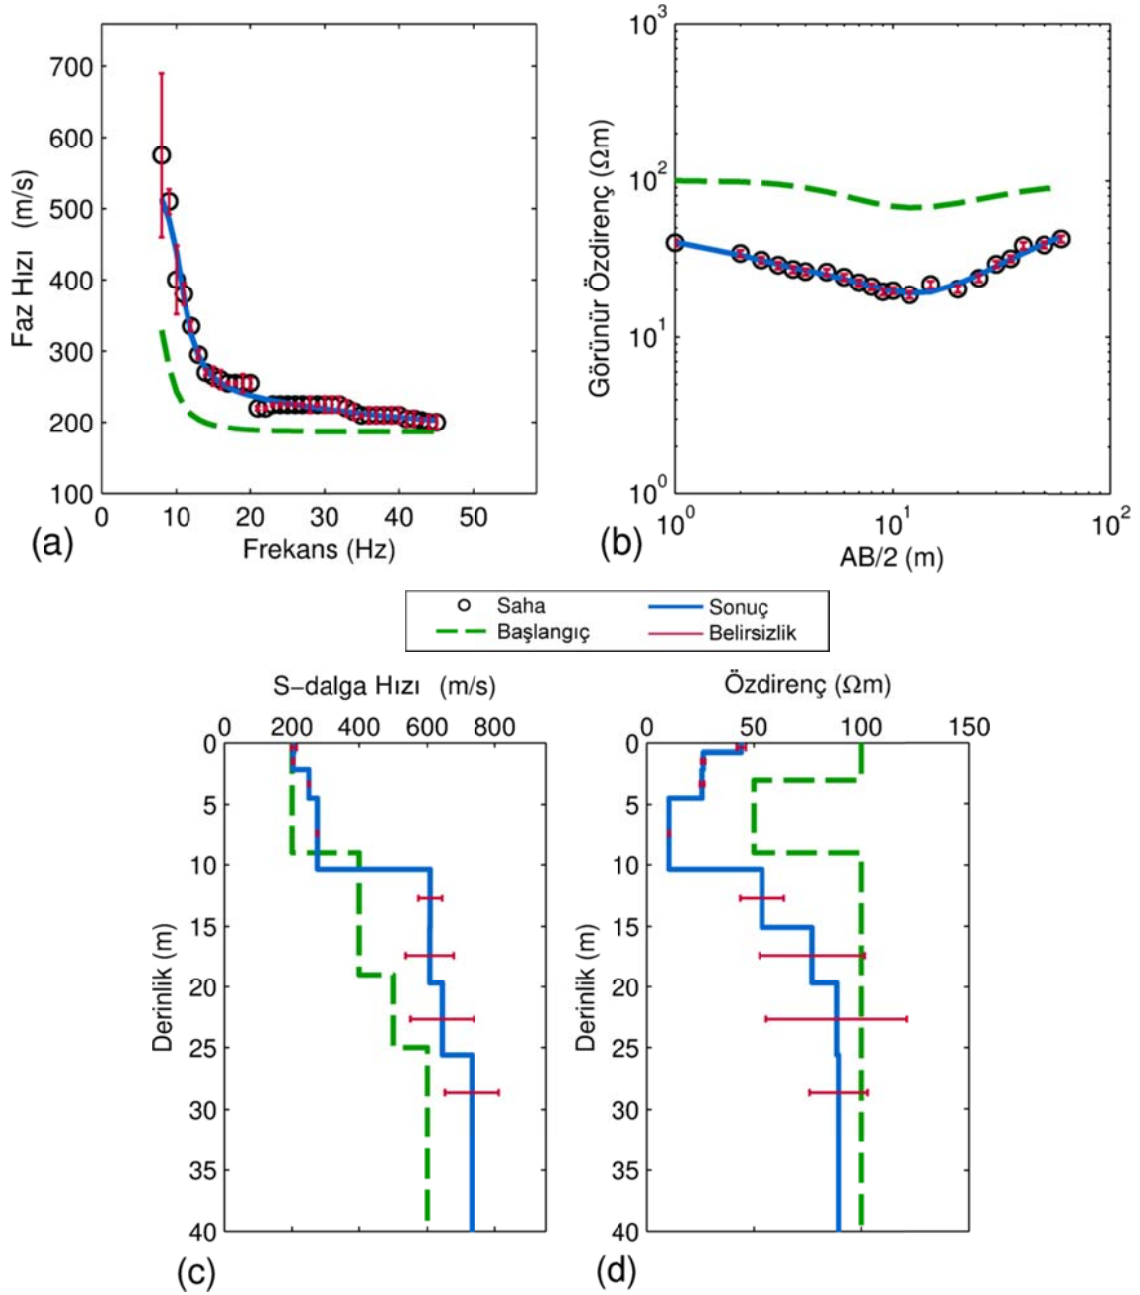 700
600
500
400
300
200
100
0
10
20
30
40
50
Faz Hızı (m/s)
Frekans (Hz)
(a)
10³
10²
10¹
10⁰
10⁰
10¹
10²
Görünür Özdirenç (Ωm)
AB/2 (m)
(b)
Saha
Sonuç
Başlangıç
Belirsizlik
S-dalga Hızı (m/s)
0 200 400 600 800
0
5
10
15
20
25
30
35
40
Derinlik (m)
(c)
Özdirenç (Ωm)
0 50 100 150
0
5
10
15
20
25
30
35
40
Derinlik (m)
(d)